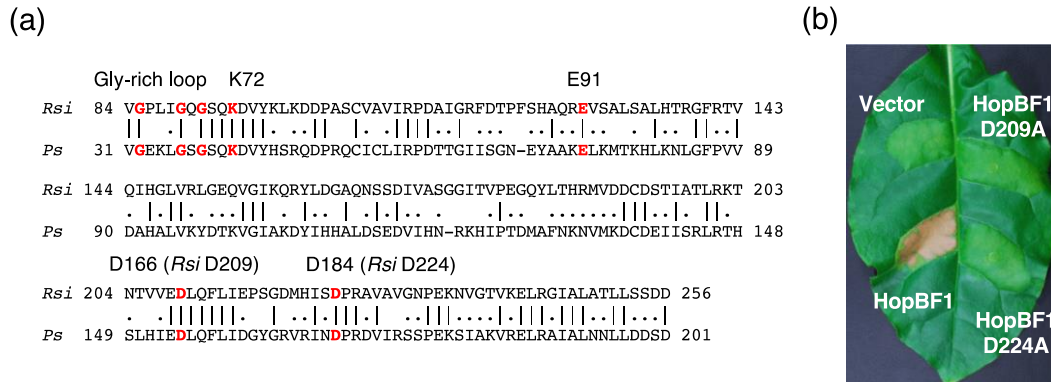 (a)
(b)
Gly-rich loop K72 E91
Rsi 84 VGPLIGQGSQKDVYKLKDDPASCVAVIRPDAIGRFDTPFSHAQREVSALSALHTRGFRTV 143
Ps 31 VGEKLGSGSQKDVYHSRQDPRQCICLIRPDTTGIISGN-EYAAKELKMTKHLKNLGFPVV 89
Rsi 144 QIHGLVRLGEQVGIKQRYLDGAQNSSDIVASGGITVPEGQYLTHRMVDDCDSTIATLRKT 203
Ps 90 DAHALVKYDTKVGIAKDYIHHALDSEDVIHN-RKHIPTDMAFNKNVMKDCDEIISRLRTH 148
D166 (Rsi D209) D184 (Rsi D224)
Rsi 204 NTVVEDLQFLIEPSGDMHISDPRAVAVGNPEKNVGTVKELRGIALATLLSSDD 256
Ps 149 SLHIEDLQFLIDGYGRVRINDPRDVIRSSPEKSIAKVRELRAIALNNLLDDSD 201
Vector
HopBF1
D209A
HopBF1
HopBF1
D224A